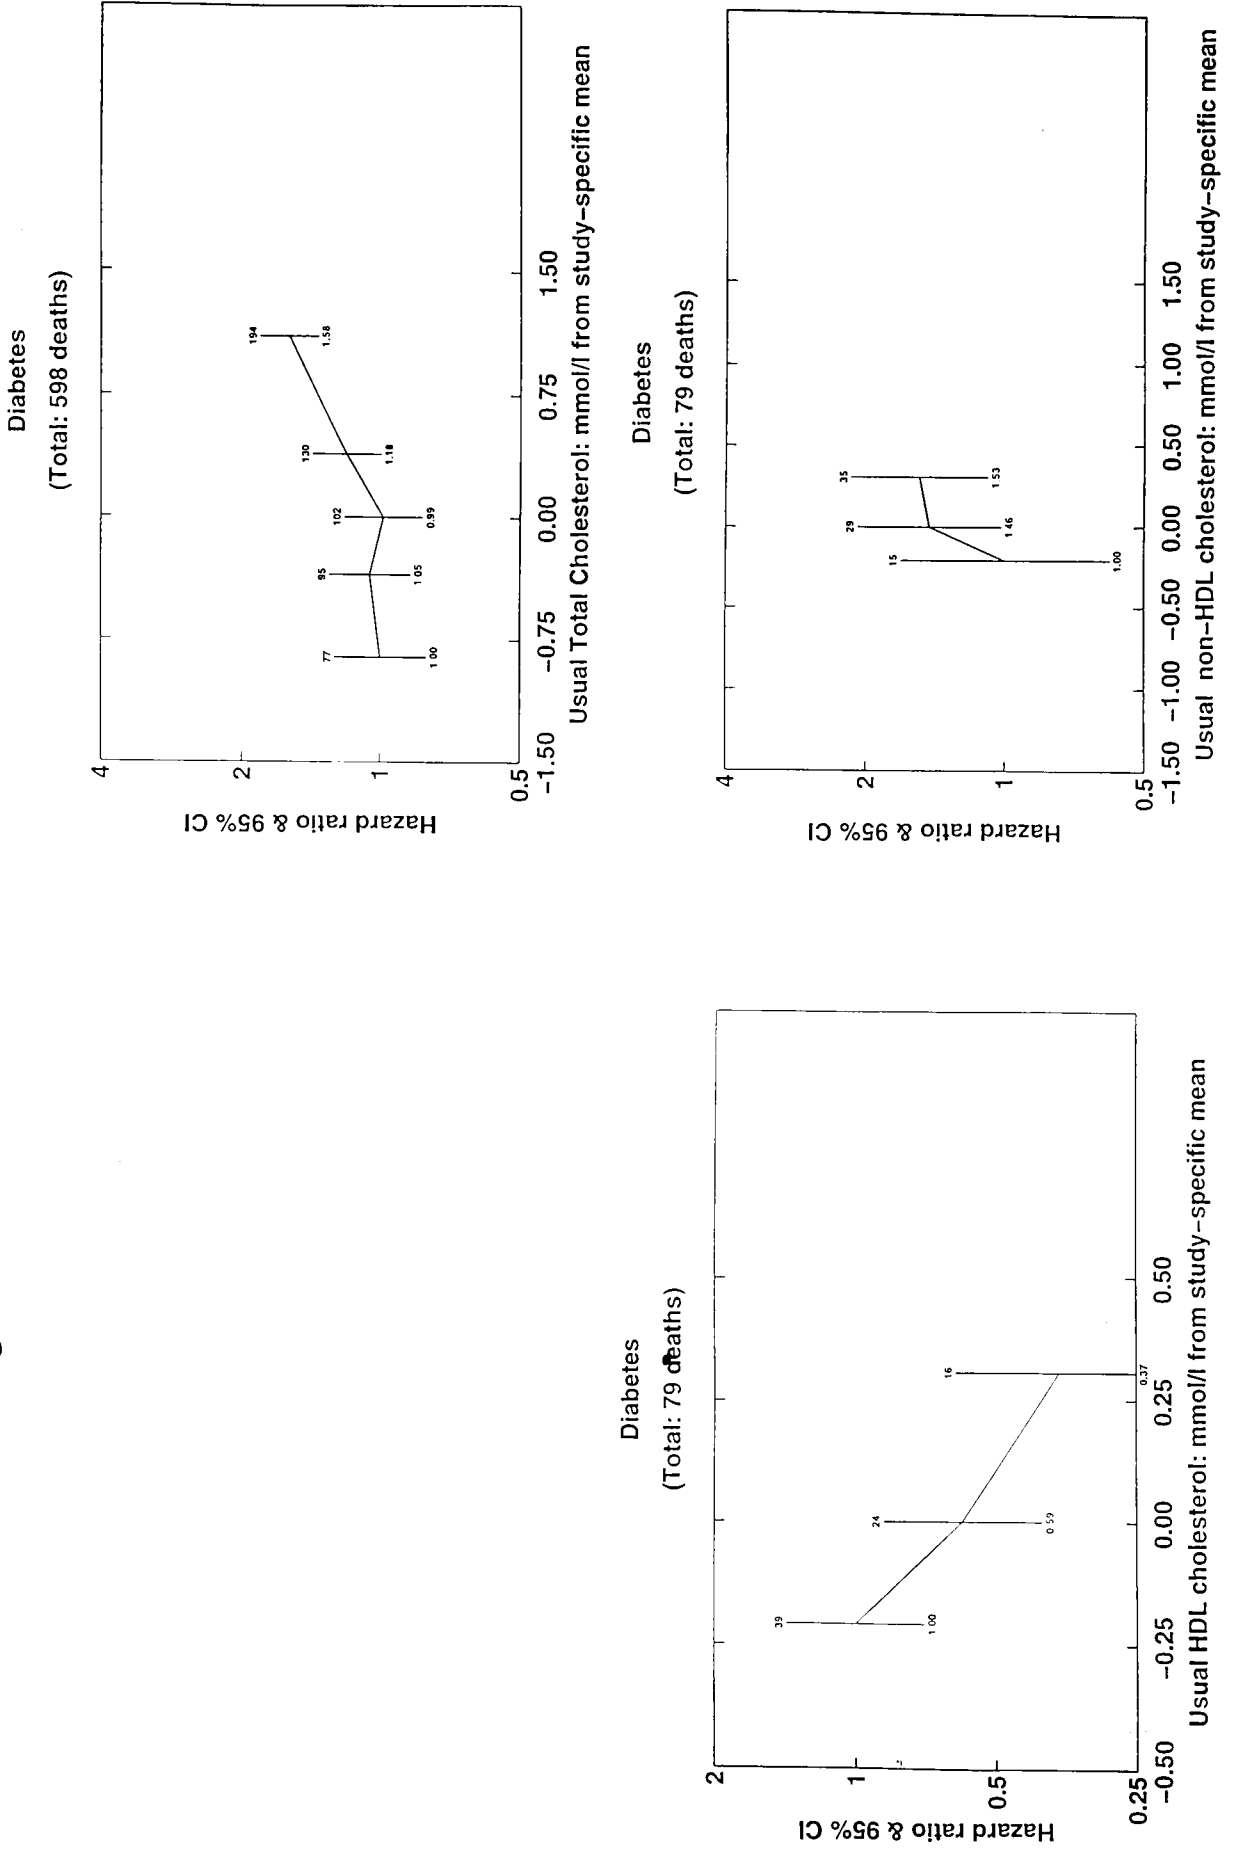 Diabetes
(Total: 598 deaths)
Hazard ratio & 95% CI
4
2
1
0.5
77
95
102
130
194
1.00
1.05
0.99
1.18
1.58
-1.50 -0.75 0.00 0.75 1.50
Usual Total Cholesterol: mmol/l from study-specific mean
Diabetes
(Total: 79 deaths)
Hazard ratio & 95% CI
2
1
0.5
0.25
39
24
16
1.00
0.59
0.37
-0.50 -0.25 0.00 0.25 0.50
Usual HDL cholesterol: mmol/l from study-specific mean
Diabetes
(Total: 79 deaths)
Hazard ratio & 95% CI
4
2
1
0.5
15
29
35
1.00
1.46
1.53
-1.50 -1.00 -0.50 0.00 0.50 1.00 1.50
Usual non-HDL cholesterol: mmol/l from study-specific mean